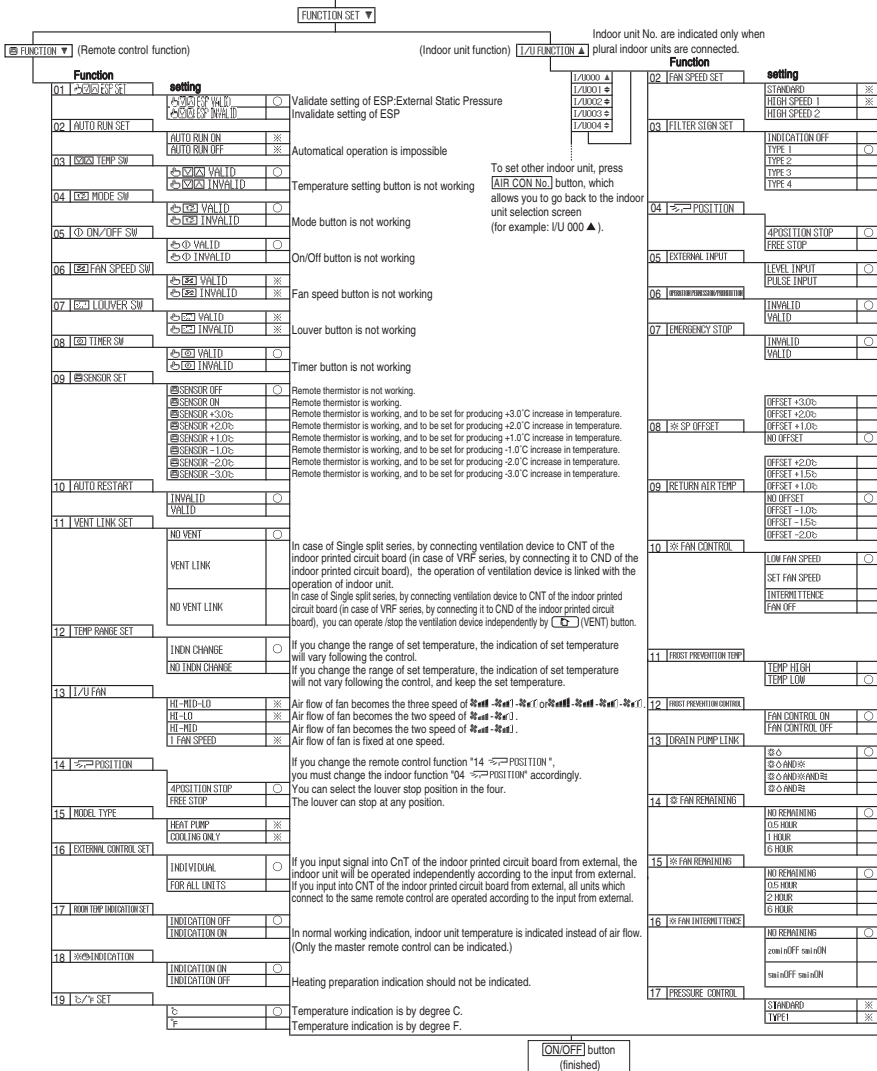 FUNCTION SET ▼
FUNCTION ▼ (Remote control function)
(Indoor unit function) I/U FUNCTION ▲
Indoor unit No. are indicated only when
plural indoor units are connected.
Function
setting
01 ESP SET
ESP VALID ○ Validate setting of ESP:External Static Pressure
ESP INVALID Invalidate setting of ESP
02 AUTO RUN SET
AUTO RUN ON ※
AUTO RUN OFF ※ Automatical operation is impossible
03 TEMP SW
VALID ○
INVALID Temperature setting button is not working
04 MODE SW
VALID ○
INVALID Mode button is not working
05 ON/OFF SW
VALID ○
INVALID On/Off button is not working
06 FAN SPEED SW
VALID ※
INVALID ※ Fan speed button is not working
07 LOUVER SW
VALID ※
INVALID ※ Louver button is not working
08 TIMER SW
VALID ○
INVALID Timer button is not working
09 SENSOR SET
SENSOR OFF ○ Remote thermistor is not working.
SENSOR ON Remote thermistor is working.
SENSOR +3.0℃ Remote thermistor is working, and to be set for producing +3.0˚C increase in temperature.
SENSOR +2.0℃ Remote thermistor is working, and to be set for producing +2.0˚C increase in temperature.
SENSOR +1.0℃ Remote thermistor is working, and to be set for producing +1.0˚C increase in temperature.
SENSOR -1.0℃ Remote thermistor is working, and to be set for producing -1.0˚C increase in temperature.
SENSOR -2.0℃ Remote thermistor is working, and to be set for producing -2.0˚C increase in temperature.
SENSOR -3.0℃ Remote thermistor is working, and to be set for producing -3.0˚C increase in temperature.
10 AUTO RESTART
INVALID ○
VALID
11 VENT LINK SET
NO VENT ○
VENT LINK
In case of Single split series, by connecting ventilation device to CNT of the
indoor printed circuit board (in case of VRF series, by connecting it to CND of the
indoor printed circuit board), the operation of ventilation device is linked with the
operation of indoor unit.
NO VENT LINK
In case of Single split series, by connecting ventilation device to CNT of the indoor printed
circuit board (in case of VRF series, by connecting it to CND of the indoor printed circuit
board), you can operate /stop the ventilation device independently by (VENT) button.
12 TEMP RANGE SET
INDN CHANGE ○
If you change the range of set temperature, the indication of set temperature
will vary following the control.
NO INDN CHANGE
If you change the range of set temperature, the indication of set temperature
will not vary following the control, and keep the set temperature.
13 I/U FAN
HI-MID-LO ※ Air flow of fan becomes the three speed of - - or - - - .
HI-LO ※ Air flow of fan becomes the two speed of - .
HI-MID Air flow of fan becomes the two speed of - .
1 FAN SPEED ※ Air flow of fan is fixed at one speed.
14 POSITION
If you change the remote control function "14 POSITION ",
you must change the indoor function "04 POSITION" accordingly.
4POSITION STOP ○ You can select the louver stop position in the four.
FREE STOP The louver can stop at any position.
15 MODEL TYPE
HEAT PUMP ※
COOLING ONLY ※
16 EXTERNAL CONTROL SET
INDIVIDUAL ○
If you input signal into CnT of the indoor printed circuit board from external, the
indoor unit will be operated independently according to the input from external.
FOR ALL UNITS
If you input into CNT of the indoor printed circuit board from external, all units which
connect to the same remote control are operated according to the input from external.
17 ROOM TEMP INDICATION SET
INDICATION OFF ○
INDICATION ON In normal working indication, indoor unit temperature is indicated instead of air flow.
(Only the master remote control can be indicated.)
18 INDICATION
INDICATION ON ○
INDICATION OFF Heating preparation indication should not be indicated.
19 ℃/℉ SET
℃ ○ Temperature indication is by degree C.
℉ Temperature indication is by degree F.
I/U000 ▲
I/U001 ♦
I/U002 ♦
I/U003 ♦
I/U004 ♦
To set other indoor unit, press
AIR CON No. button, which
allows you to go back to the indoor
unit selection screen
(for example: I/U 000 ▲ ).
Function
setting
02 FAN SPEED SET
STANDARD ※
HIGH SPEED 1 ※
HIGH SPEED 2
03 FILTER SIGN SET
INDICATION OFF
TYPE 1 ○
TYPE 2
TYPE 3
TYPE 4
04 POSITION
4POSITION STOP ○
FREE STOP
05 EXTERNAL INPUT
LEVEL INPUT ○
PULSE INPUT
06 OPERATION PERMISSION/PROHIBITION
INVALID ○
VALID
07 EMERGENCY STOP
INVALID ○
VALID
08 SP OFFSET
OFFSET +3.0℃
OFFSET +2.0℃
OFFSET +1.0℃
NO OFFSET ○
09 RETURN AIR TEMP
OFFSET +2.0℃
OFFSET +1.5℃
OFFSET +1.0℃
NO OFFSET ○
OFFSET -1.0℃
OFFSET -1.5℃
OFFSET -2.0℃
10 FAN CONTROL
LOW FAN SPEED ○
SET FAN SPEED
INTERMITTENCE
FAN OFF
11 FROST PREVENTION TEMP
TEMP HIGH
TEMP LOW ○
12 FROST PREVENTION CONTROL
FAN CONTROL ON ○
FAN CONTROL OFF
13 DRAIN PUMP LINK
○
AND
AND AND
AND
14 FAN REMAINING
NO REMAINING ○
0.5 HOUR
1 HOUR
6 HOUR
15 FAN REMAINING
NO REMAINING ○
0.5 HOUR
2 HOUR
6 HOUR
16 FAN INTERMITTENCE
NO REMAINING ○
20minOFF 5minON
5minOFF 5minON
17 PRESSURE CONTROL
STANDARD ※
TYPE1 ※
ON/OFF button
(finished)